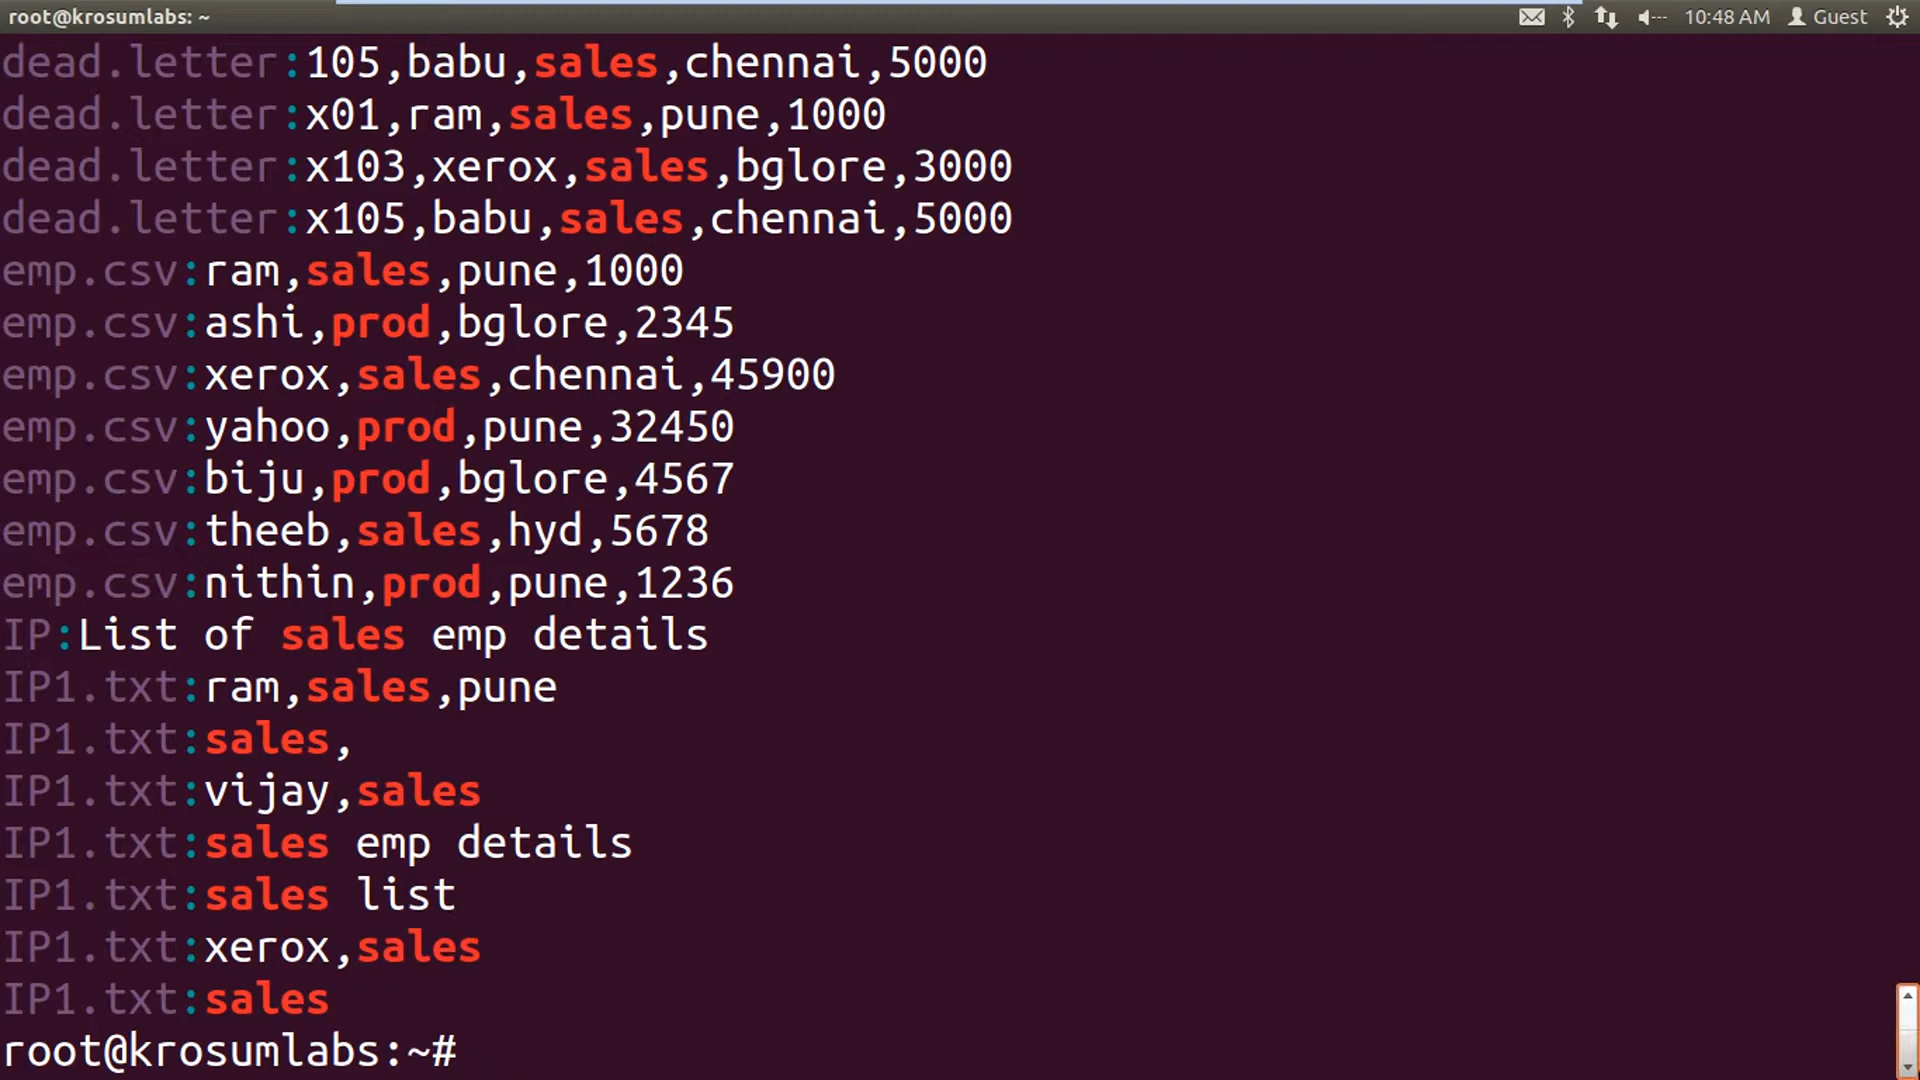 root@krosumlabs: ~
10:48 AM Guest
dead.letter:105,babu,sales,chennai,5000
dead.letter:x01,ram,sales,pune,1000
dead.letter:x103,xerox,sales,bglore,3000
dead.letter:x105,babu,sales,chennai,5000
emp.csv:ram,sales,pune,1000
emp.csv:ashi,prod,bglore,2345
emp.csv:xerox,sales,chennai,45900
emp.csv:yahoo,prod,pune,32450
emp.csv:biju,prod,bglore,4567
emp.csv:theeb,sales,hyd,5678
emp.csv:nithin,prod,pune,1236
IP:List of sales emp details
IP1.txt:ram,sales,pune
IP1.txt:sales,
IP1.txt:vijay,sales
IP1.txt:sales emp details
IP1.txt:sales list
IP1.txt:xerox,sales
IP1.txt:sales
root@krosumlabs:~#